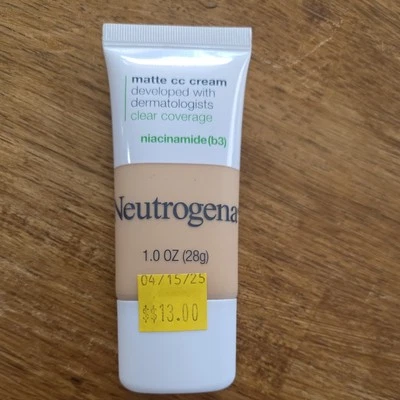 matte cc cream
developed with
dermatologists
clear coverage
niacinamide(b3)
Neutrogena
1.0 OZ (28g)
04/15/25
$$13.00